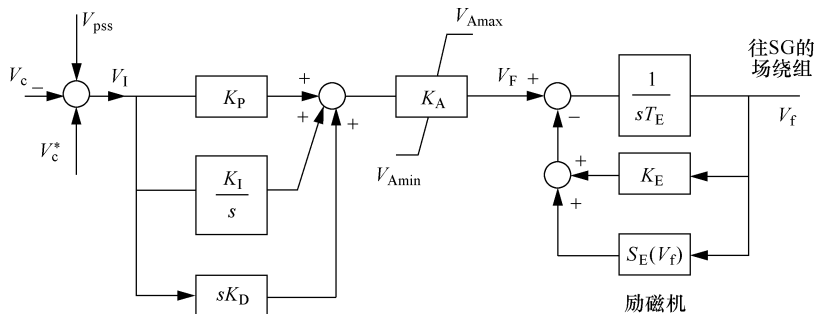 V_pss
V_c
−
V_I
V_c*
K_P
+
K_I
s
+
sK_D
+
K_A
V_Amax
V_Amin
V_F
+
−
1
sT_E
往SG的
场绕组
V_f
+
K_E
+
S_E(V_f)
励磁机